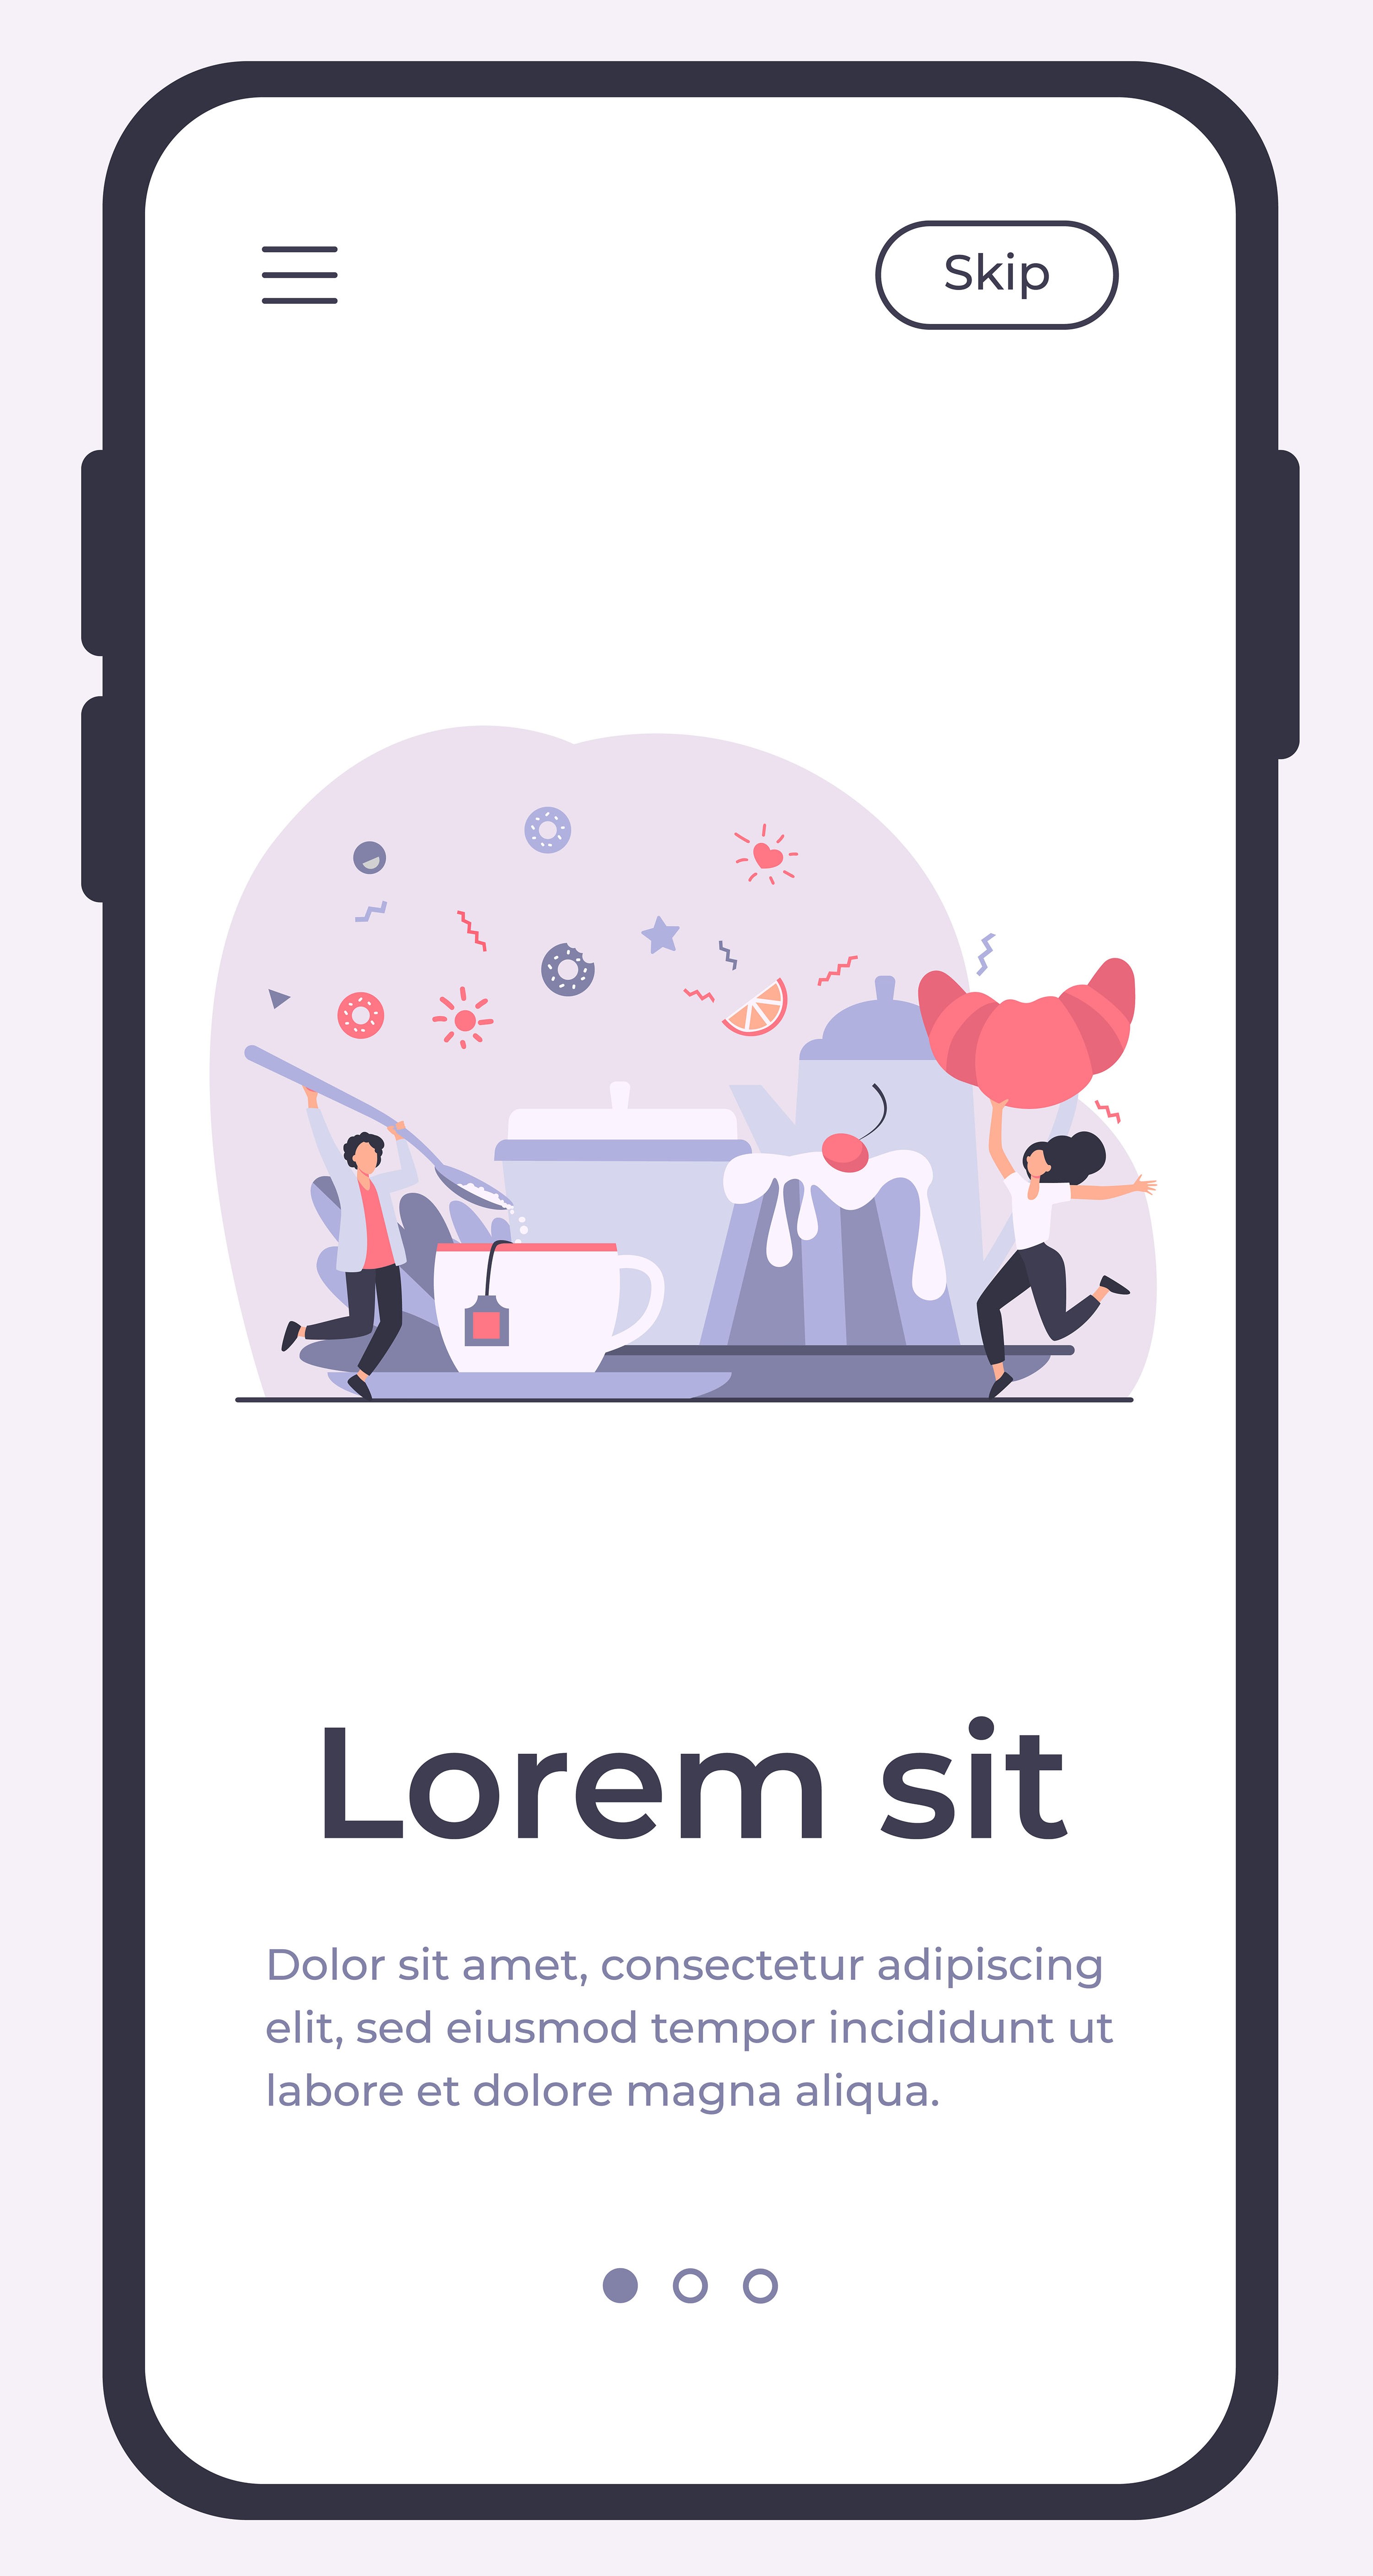 Skip
Lorem sit
Dolor sit amet, consectetur adipiscing
elit, sed eiusmod tempor incididunt ut
labore et dolore magna aliqua.